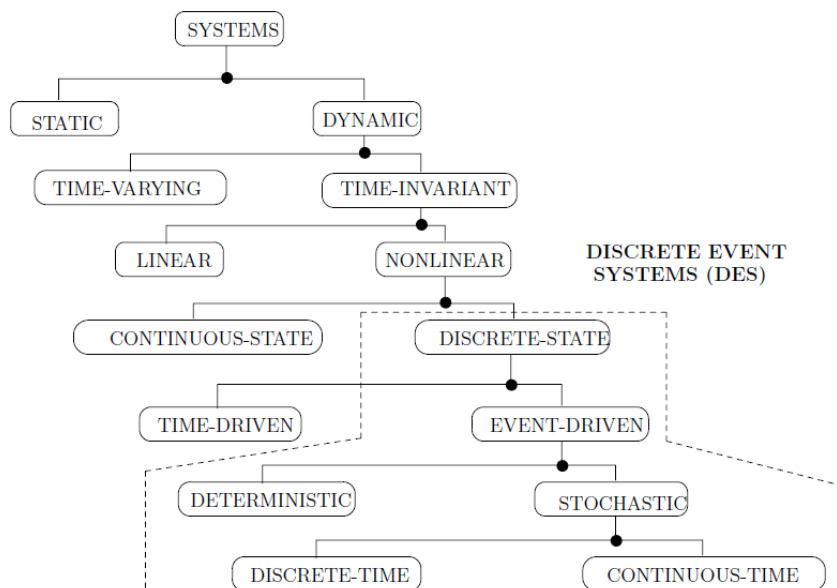 SYSTEMS
STATIC
DYNAMIC
TIME-VARYING
TIME-INVARIANT
LINEAR
NONLINEAR
DISCRETE EVENT
SYSTEMS (DES)
CONTINUOUS-STATE
DISCRETE-STATE
TIME-DRIVEN
EVENT-DRIVEN
DETERMINISTIC
STOCHASTIC
DISCRETE-TIME
CONTINUOUS-TIME